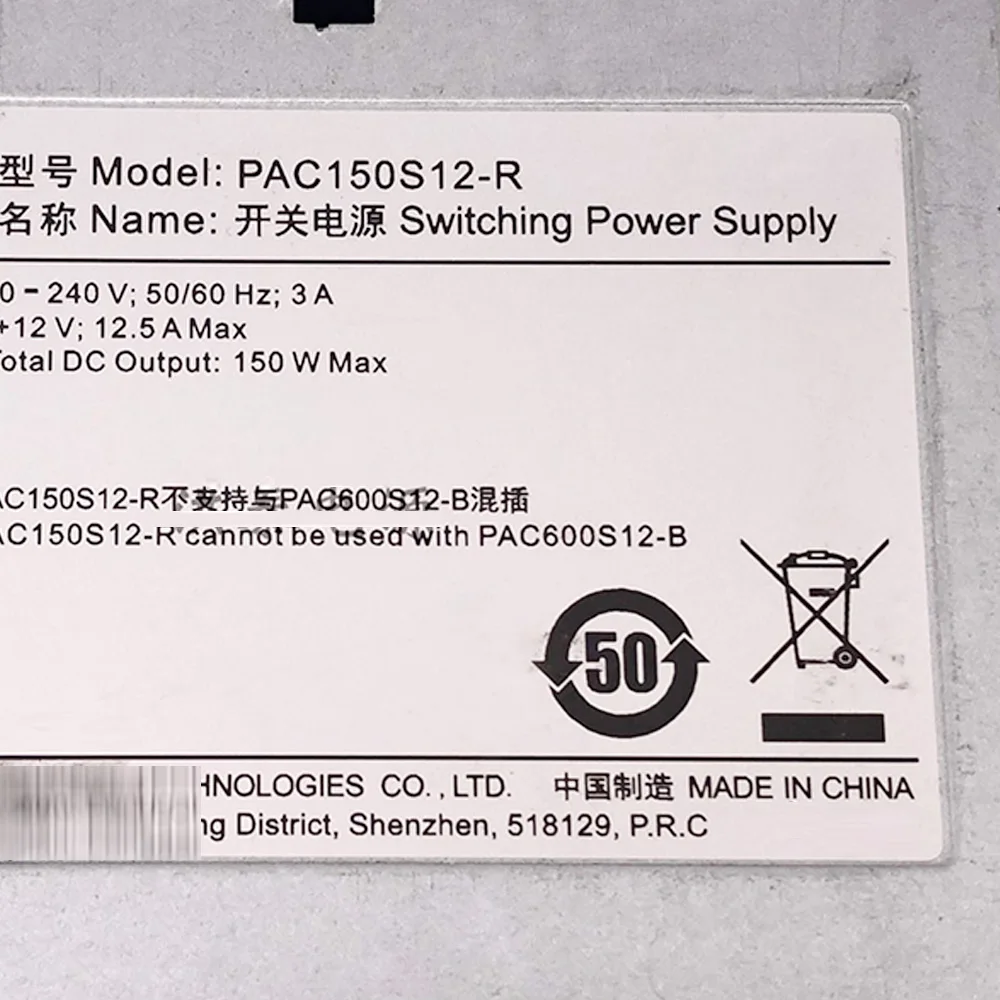 型号 Model: PAC150S12-R
名称 Name: 开关电源 Switching Power Supply
0 - 240 V; 50/60 Hz; 3 A
+12 V; 12.5 A Max
Total DC Output: 150 W Max
AC150S12-R不支持与PAC600S12-B混插
AC150S12-R cannot be used with PAC600S12-B
50
HNOLOGIES CO., LTD. 中国制造 MADE IN CHINA
ng District, Shenzhen, 518129, P.R.C